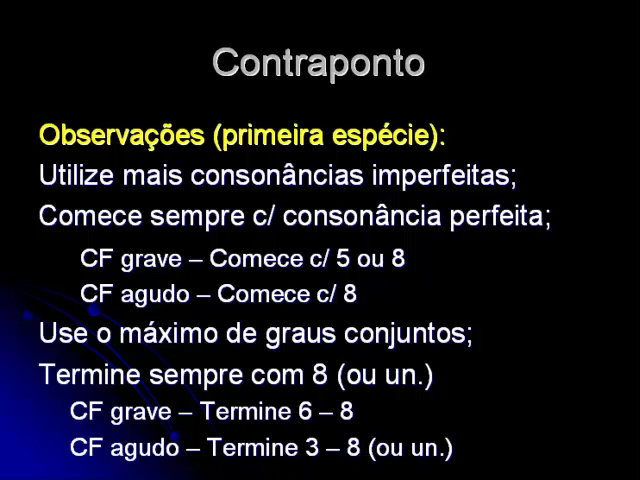 Contraponto
Observações (primeira espécie):
Utilize mais consonâncias imperfeitas;
Comece sempre c/ consonância perfeita;
CF grave – Comece c/ 5 ou 8
CF agudo – Comece c/ 8
Use o máximo de graus conjuntos;
Termine sempre com 8 (ou un.)
CF grave – Termine 6 – 8
CF agudo – Termine 3 – 8 (ou un.)